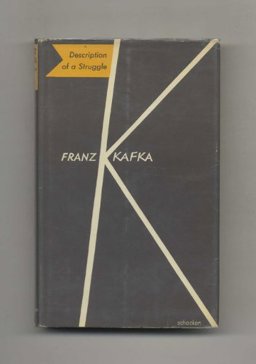 Description
of a Struggle
FRANZ KAFKA
schocken